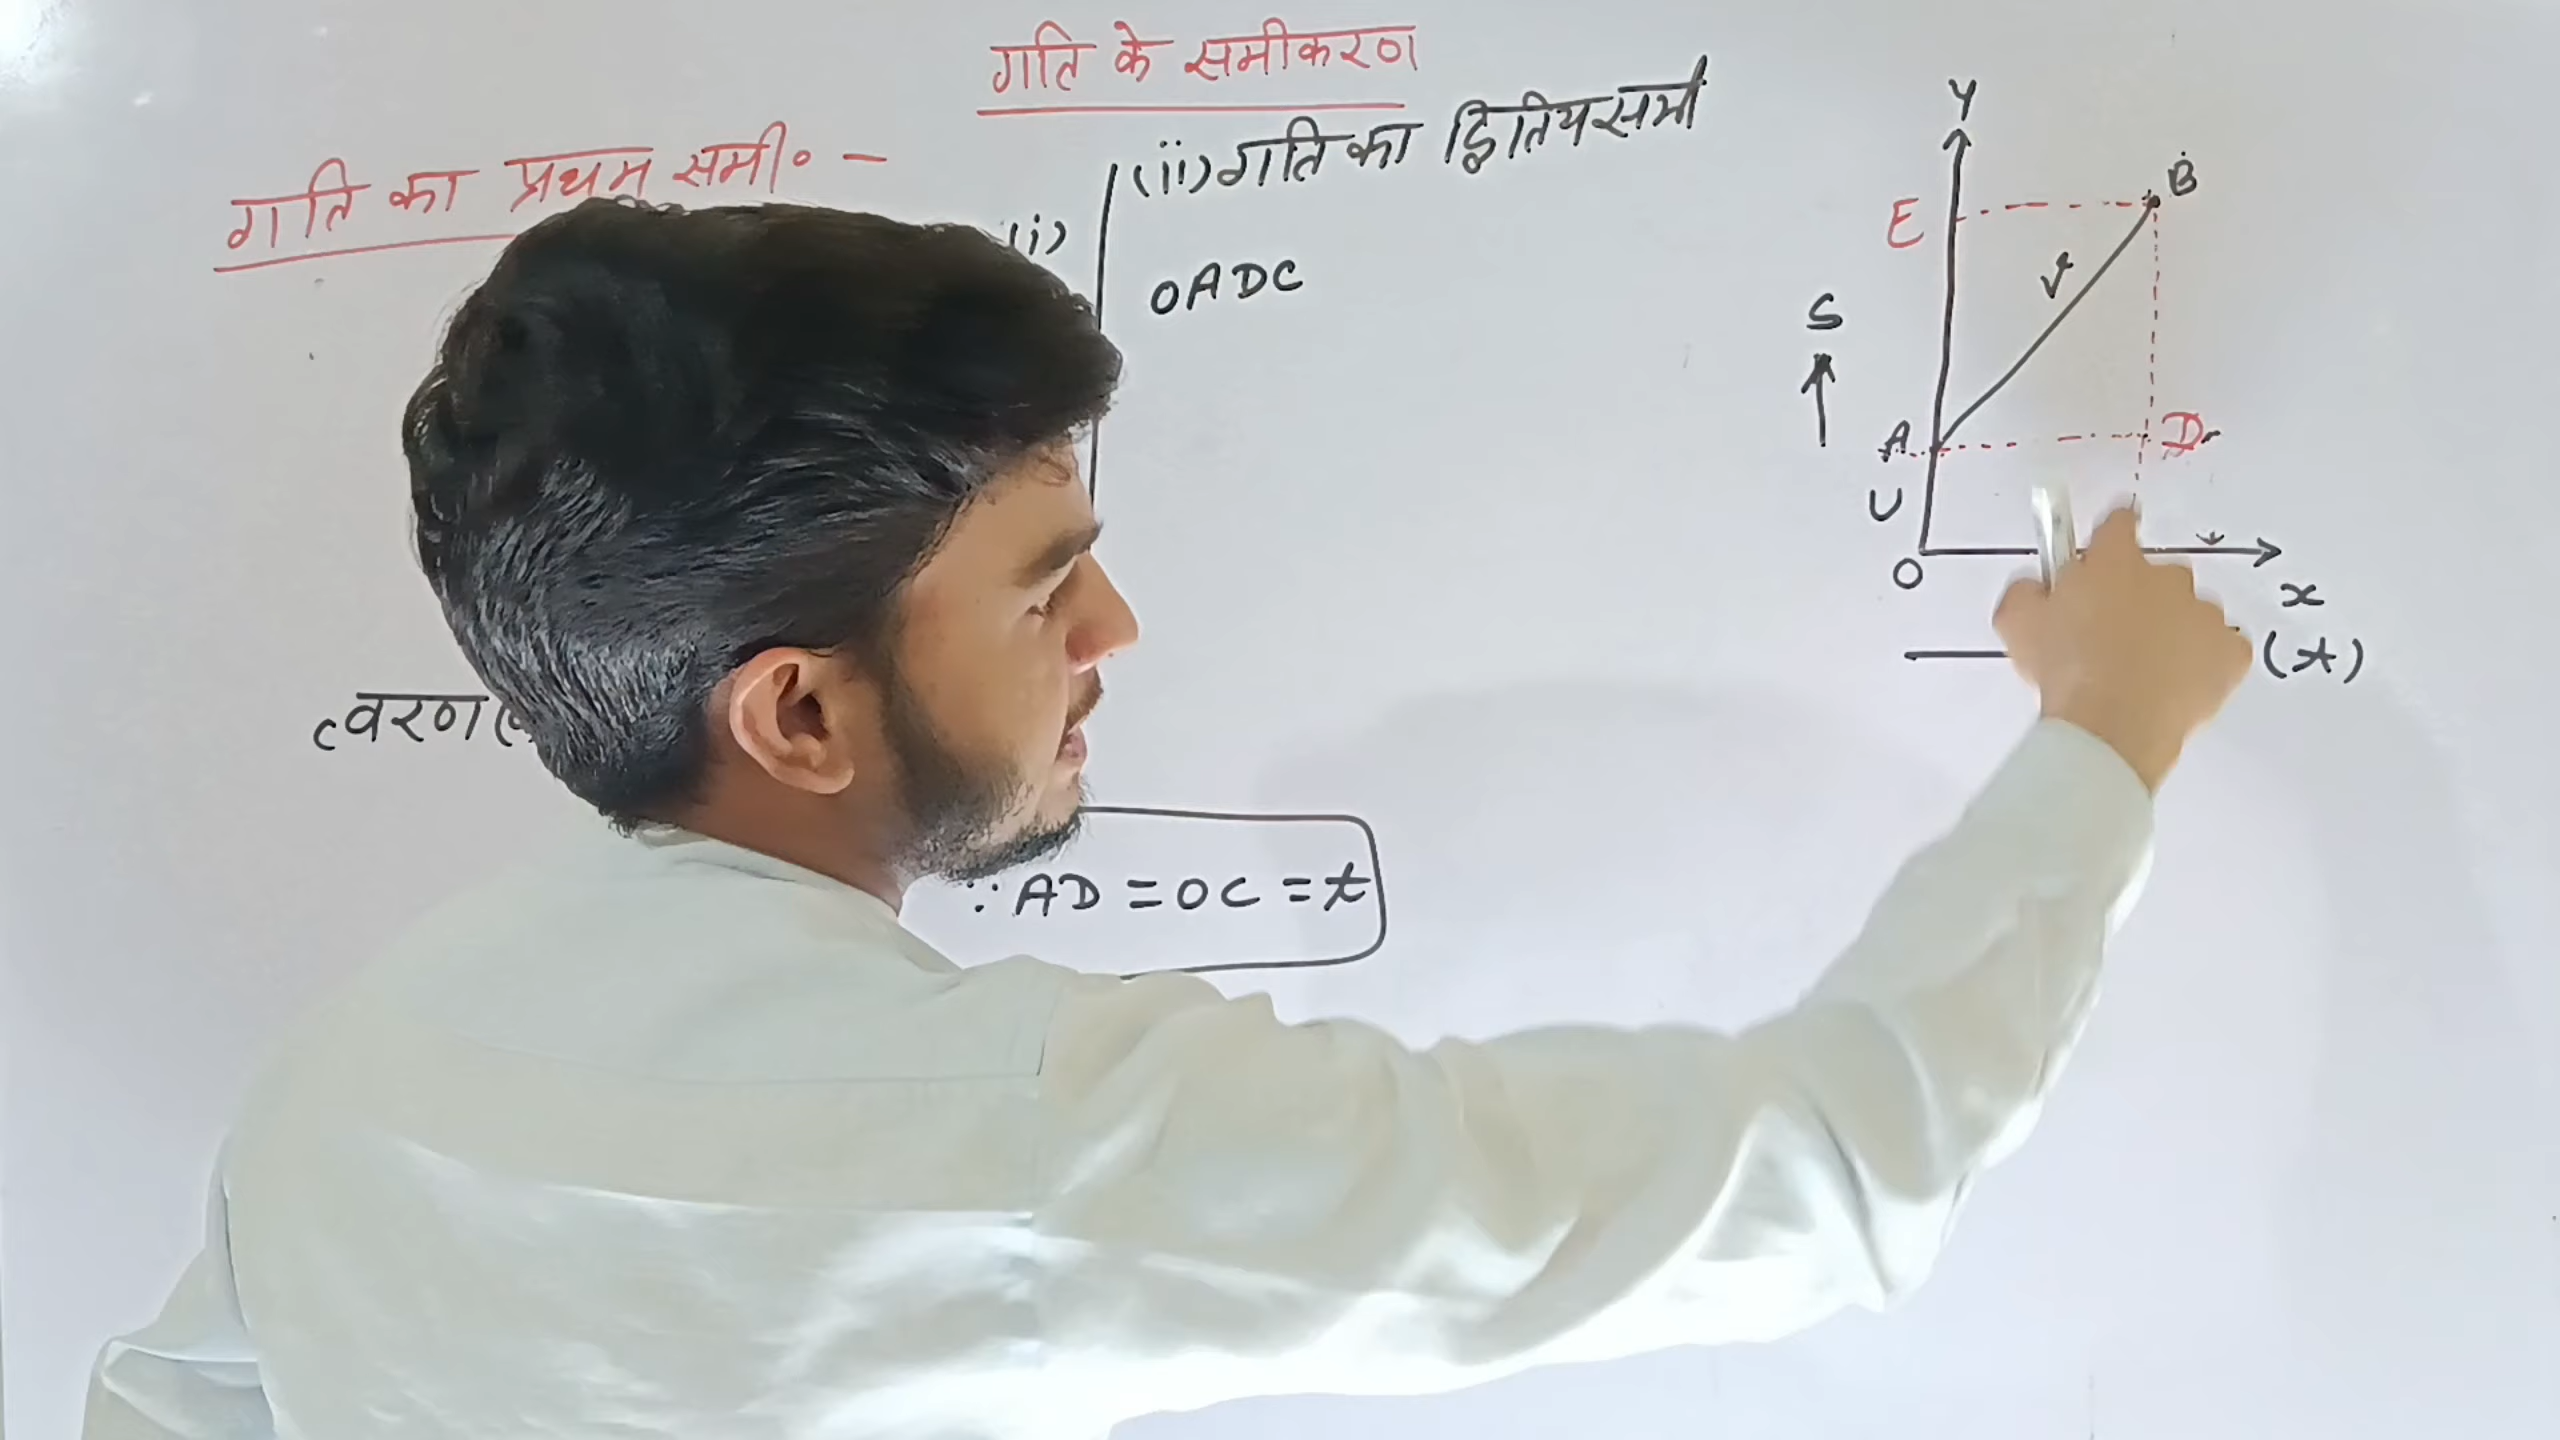 गति के समीकरण
गति का प्रथम समी० –
(i)
त्वरण
∵ AD = OC = t
(ii) गति का द्वितिय समी
OADC
Y
E
B
v
S
A
D
U
O
x
(t)